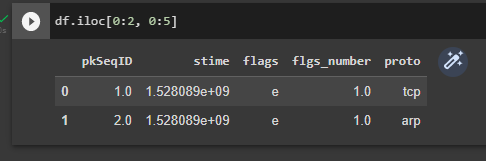 df.iloc[0:2, 0:5]
pkSeqID stime flags flgs_number proto
0 1.0 1.528089e+09 e 1.0 tcp
1 2.0 1.528089e+09 e 1.0 arp